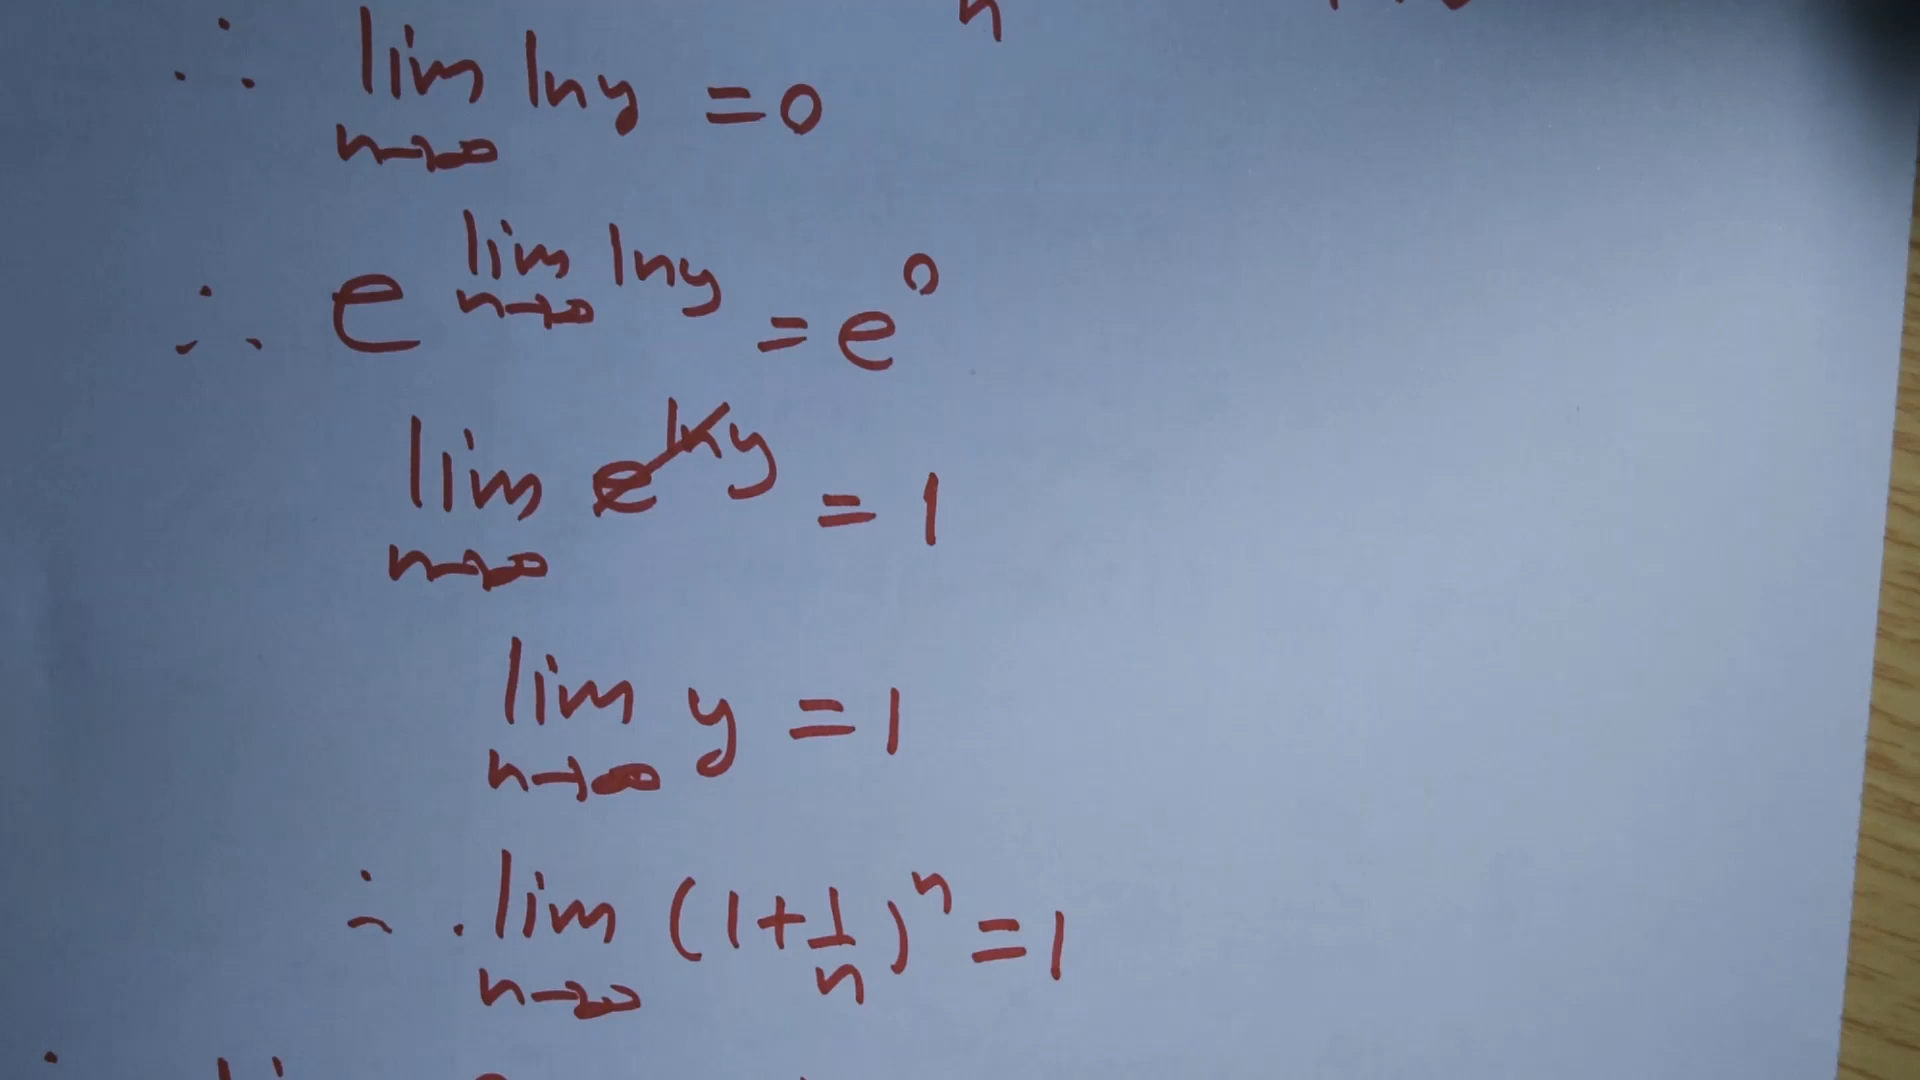 n
∴ lim ln y = 0
n→∞
∴ e^{lim ln y} = e^0
n→∞
lim e^{ln y} = 1
n→∞
lim y = 1
n→∞
∴ lim (1 + 1/n)^n = 1
n→∞